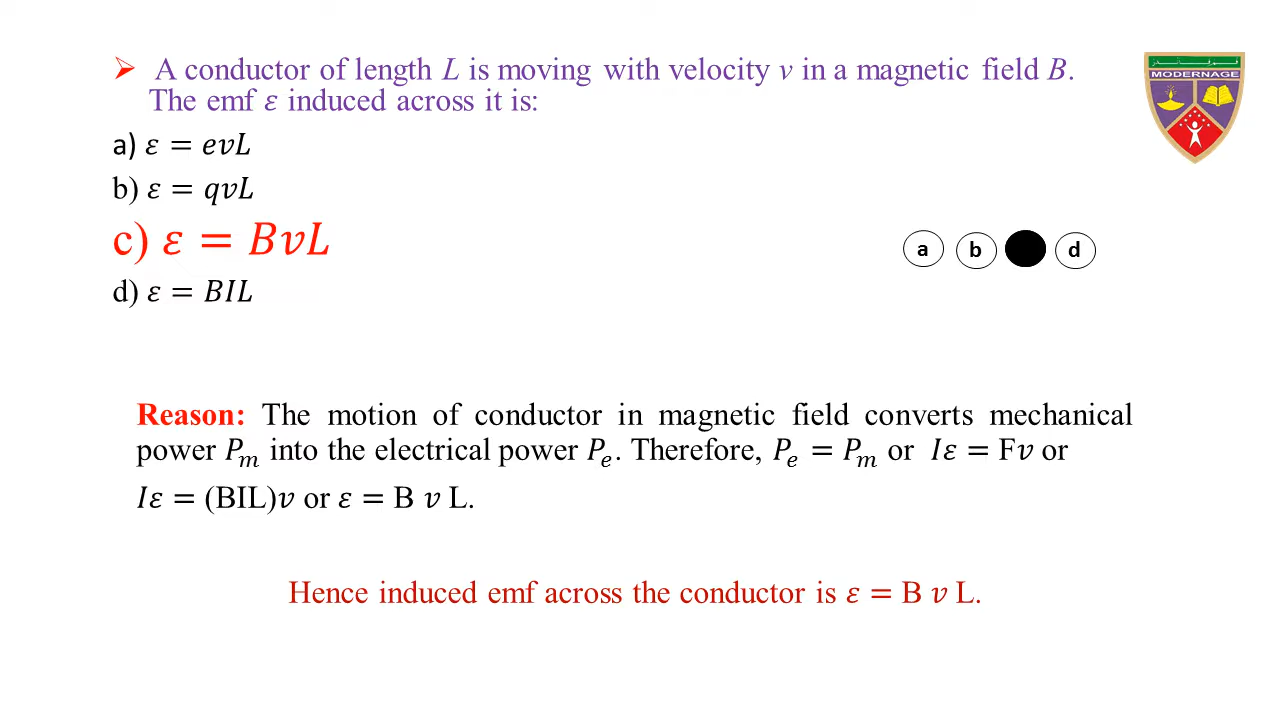 ➢ A conductor of length L is moving with velocity v in a magnetic field B.
The emf 𝜀 induced across it is:
a) 𝜀 = evL
b) 𝜀 = qvL
c) 𝜀 = BvL
d) 𝜀 = BIL
a b d
MODERNAGE
Reason: The motion of conductor in magnetic field converts mechanical
power Pₘ into the electrical power Pₑ. Therefore, Pₑ = Pₘ or I𝜀 = Fv or
I𝜀 = (BIL)v or 𝜀 = B v L.
Hence induced emf across the conductor is 𝜀 = B v L.